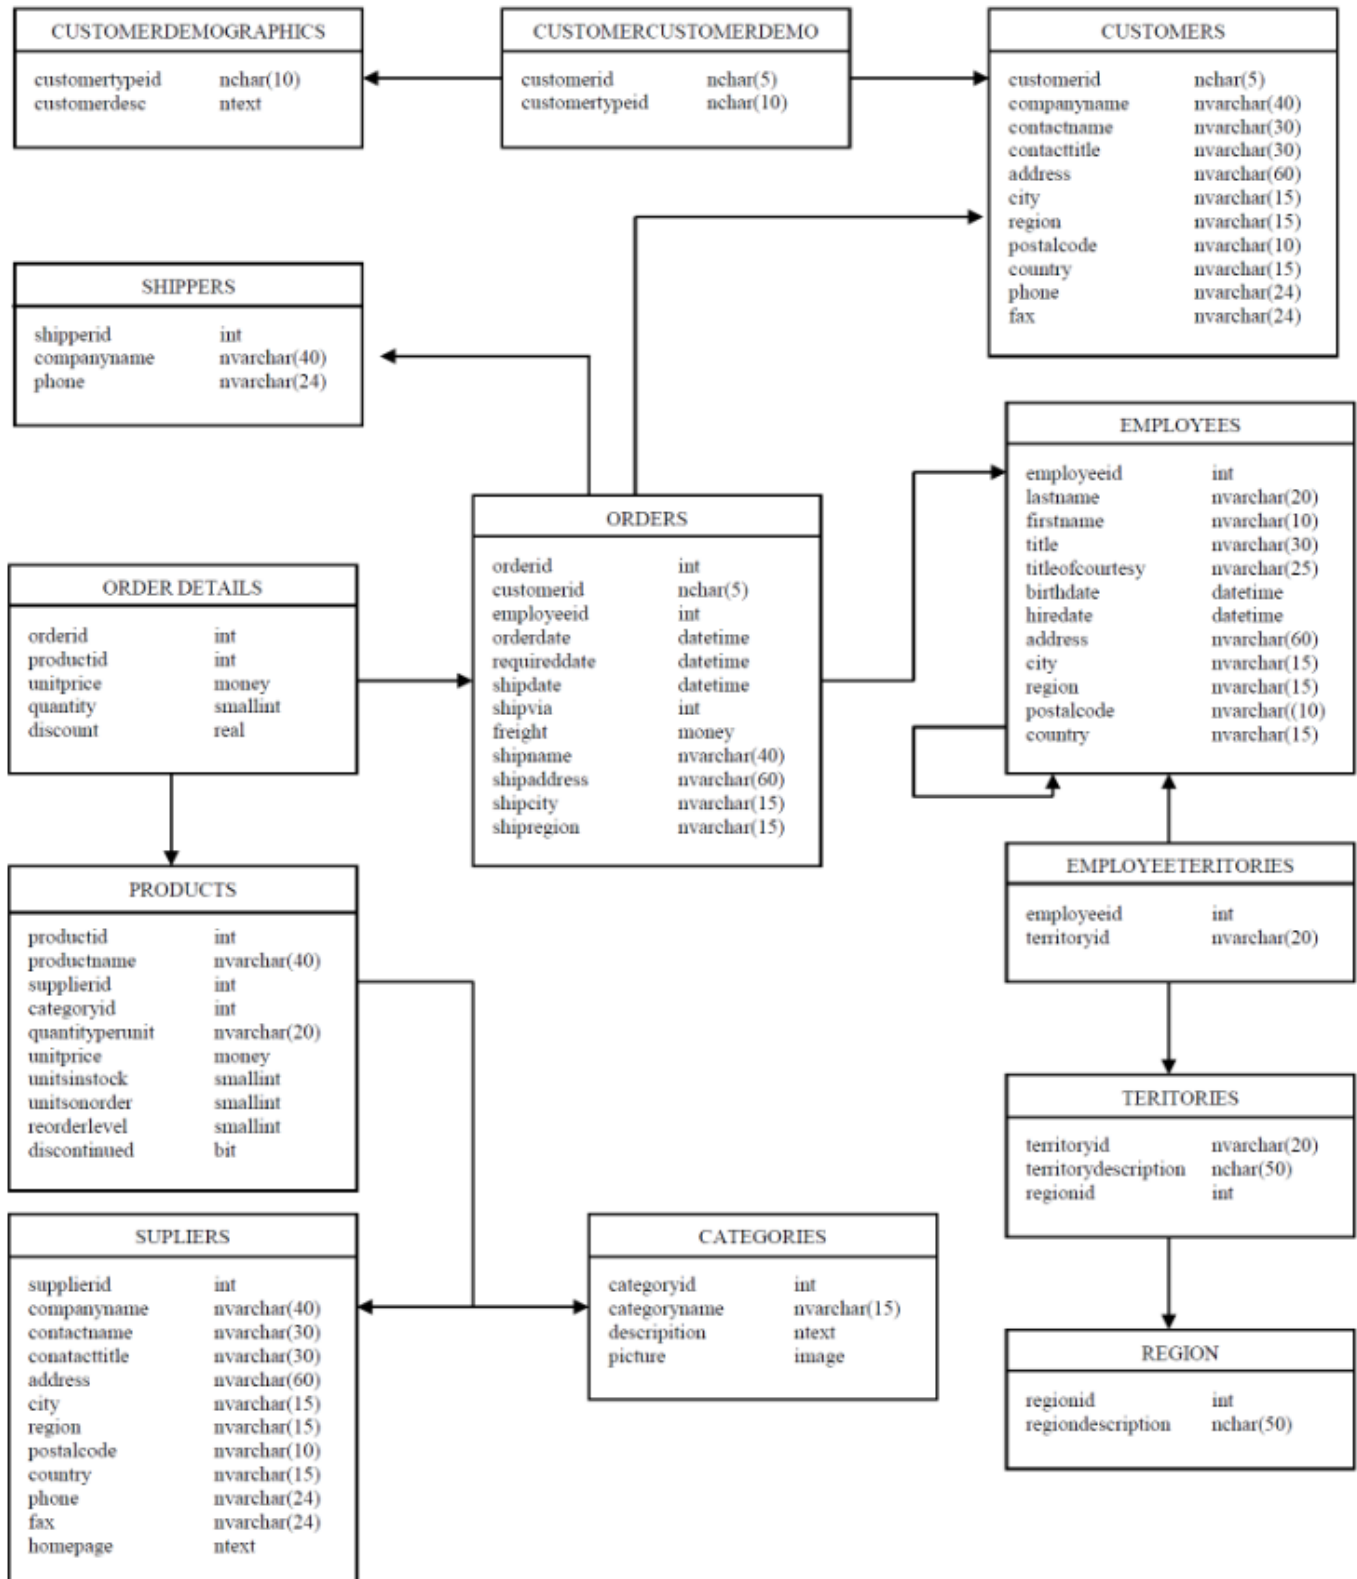 CUSTOMERDEMOGRAPHICS
customertypeid nchar(10)
customerdesc ntext
CUSTOMERCUSTOMERDEMO
customerid nchar(5)
customertypeid nchar(10)
CUSTOMERS
customerid nchar(5)
companyname nvarchar(40)
contactname nvarchar(30)
contacttitle nvarchar(30)
address nvarchar(60)
city nvarchar(15)
region nvarchar(15)
postalcode nvarchar(10)
country nvarchar(15)
phone nvarchar(24)
fax nvarchar(24)
SHIPPERS
shipperid int
companyname nvarchar(40)
phone nvarchar(24)
EMPLOYEES
employeeid int
lastname nvarchar(20)
firstname nvarchar(10)
title nvarchar(30)
titleofcourtesy nvarchar(25)
birthdate datetime
hiredate datetime
address nvarchar(60)
city nvarchar(15)
region nvarchar(15)
postalcode nvarchar((10)
country nvarchar(15)
ORDERS
orderid int
customerid nchar(5)
employeeid int
orderdate datetime
requireddate datetime
shipdate datetime
shipvia int
freight money
shipname nvarchar(40)
shipaddress nvarchar(60)
shipcity nvarchar(15)
shipregion nvarchar(15)
ORDER DETAILS
orderid int
productid int
unitprice money
quantity smallint
discount real
PRODUCTS
productid int
productname nvarchar(40)
supplierid int
categoryid int
quantityperunit nvarchar(20)
unitprice money
unitsinstock smallint
unitsonorder smallint
reorderlevel smallint
discontinued bit
EMPLOYEETERITORIES
employeeid int
territoryid nvarchar(20)
TERITORIES
territoryid nvarchar(20)
territorydescription nchar(50)
regionid int
SUPLIERS
supplierid int
companyname nvarchar(40)
contactname nvarchar(30)
conatacttitle nvarchar(30)
address nvarchar(60)
city nvarchar(15)
region nvarchar(15)
postalcode nvarchar(10)
country nvarchar(15)
phone nvarchar(24)
fax nvarchar(24)
homepage ntext
CATEGORIES
categoryid int
categoryname nvarchar(15)
descripition ntext
picture image
REGION
regionid int
regiondescription nchar(50)